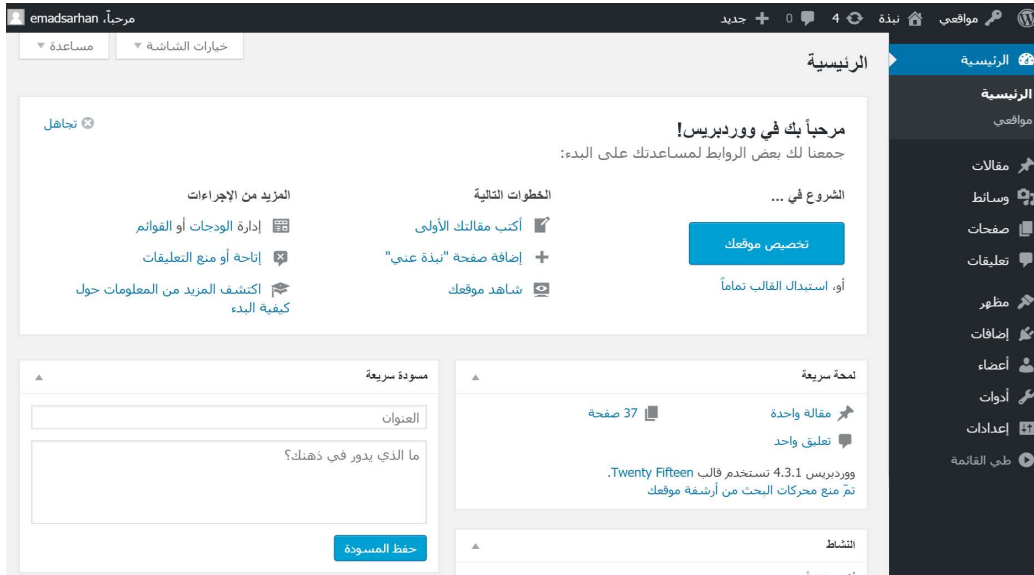 مواقعي نبذة 4 0 + جديد
مرحباً، emadsarhan
الرئيسية
الرئيسية
مواقعي
مقالات
وسائط
صفحات
تعليقات
مظهر
إضافات
أعضاء
أدوات
إعدادات
طي القائمة
خيارات الشاشة
مساعدة
الرئيسية
تجاهل
مرحباً بك في ووردبريس!
جمعنا لك بعض الروابط لمساعدتك على البدء:
الشروع في ...
تخصيص موقعك
أو، استبدال القالب تماماً
الخطوات التالية
أكتب مقالتك الأولى
إضافة صفحة "نبذة عني"
شاهد موقعك
المزيد من الإجراءات
إدارة الودجات أو القوائم
إتاحة أو منع التعليقات
اكتشف المزيد من المعلومات حول
كيفية البدء
لمحة سريعة
مقالة واحدة
37 صفحة
تعليق واحد
ووردبريس 4.3.1 تستخدم قالب Twenty Fifteen.
تمّ منع محركات البحث من أرشفة موقعك
النشاط
مسودة سريعة
العنوان
ما الذي يدور في ذهنك؟
حفظ المسودة